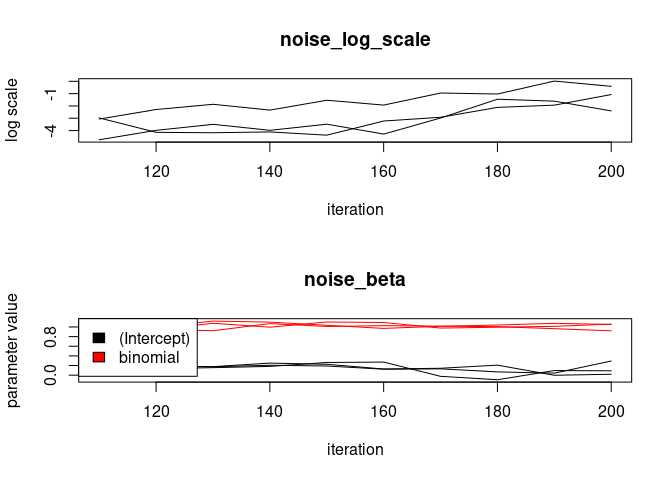 noise_log_scale
log scale
-1
-4
120 140 160 180 200
iteration
noise_beta
parameter value
0.8
0.0
(Intercept)
binomial
120 140 160 180 200
iteration